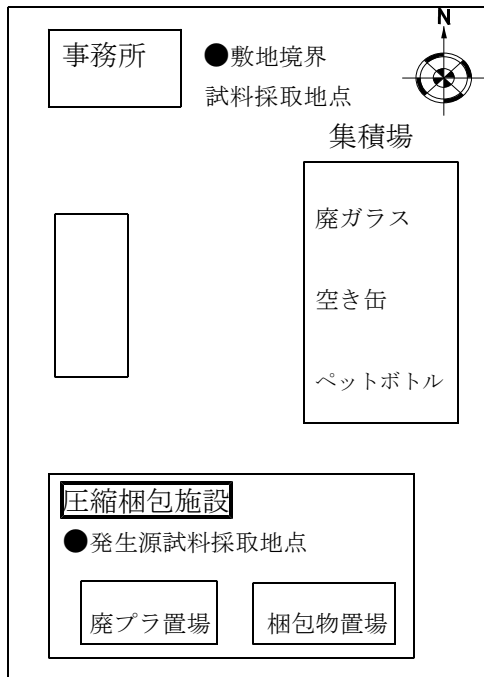 N
事務所
●敷地境界
試料採取地点
集積場
廃ガラス
空き缶
ペットボトル
圧縮梱包施設
●発生源試料採取地点
廃プラ置場
梱包物置場